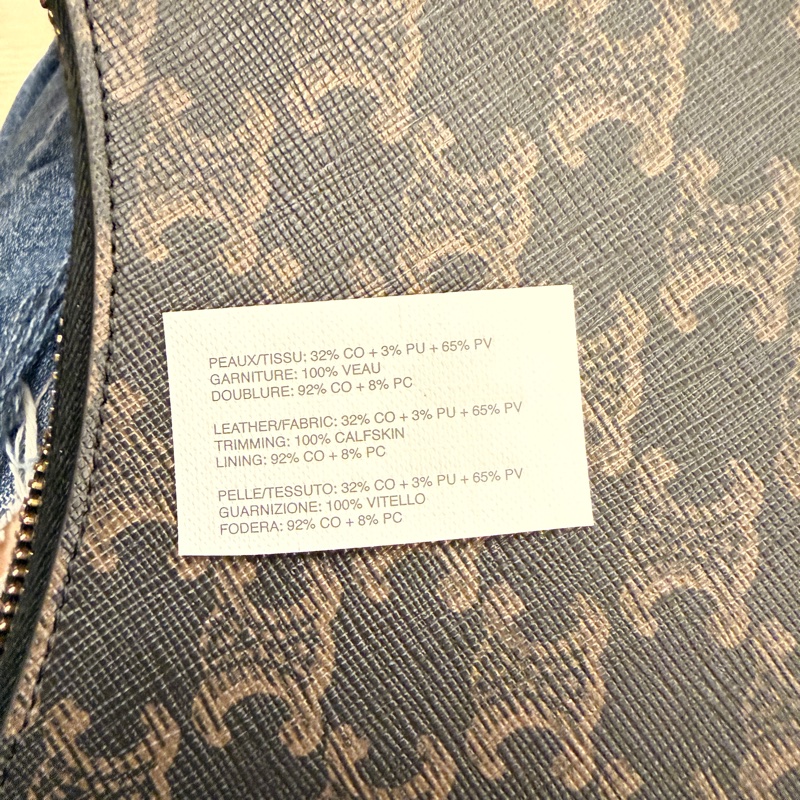 PEAUX/TISSU: 32% CO + 3% PU + 65% PV
GARNITURE: 100% VEAU
DOUBLURE: 92% CO + 8% PC
LEATHER/FABRIC: 32% CO + 3% PU + 65% PV
TRIMMING: 100% CALFSKIN
LINING: 92% CO + 8% PC
PELLE/TESSUTO: 32% CO + 3% PU + 65% PV
GUARNIZIONE: 100% VITELLO
FODERA: 92% CO + 8% PC